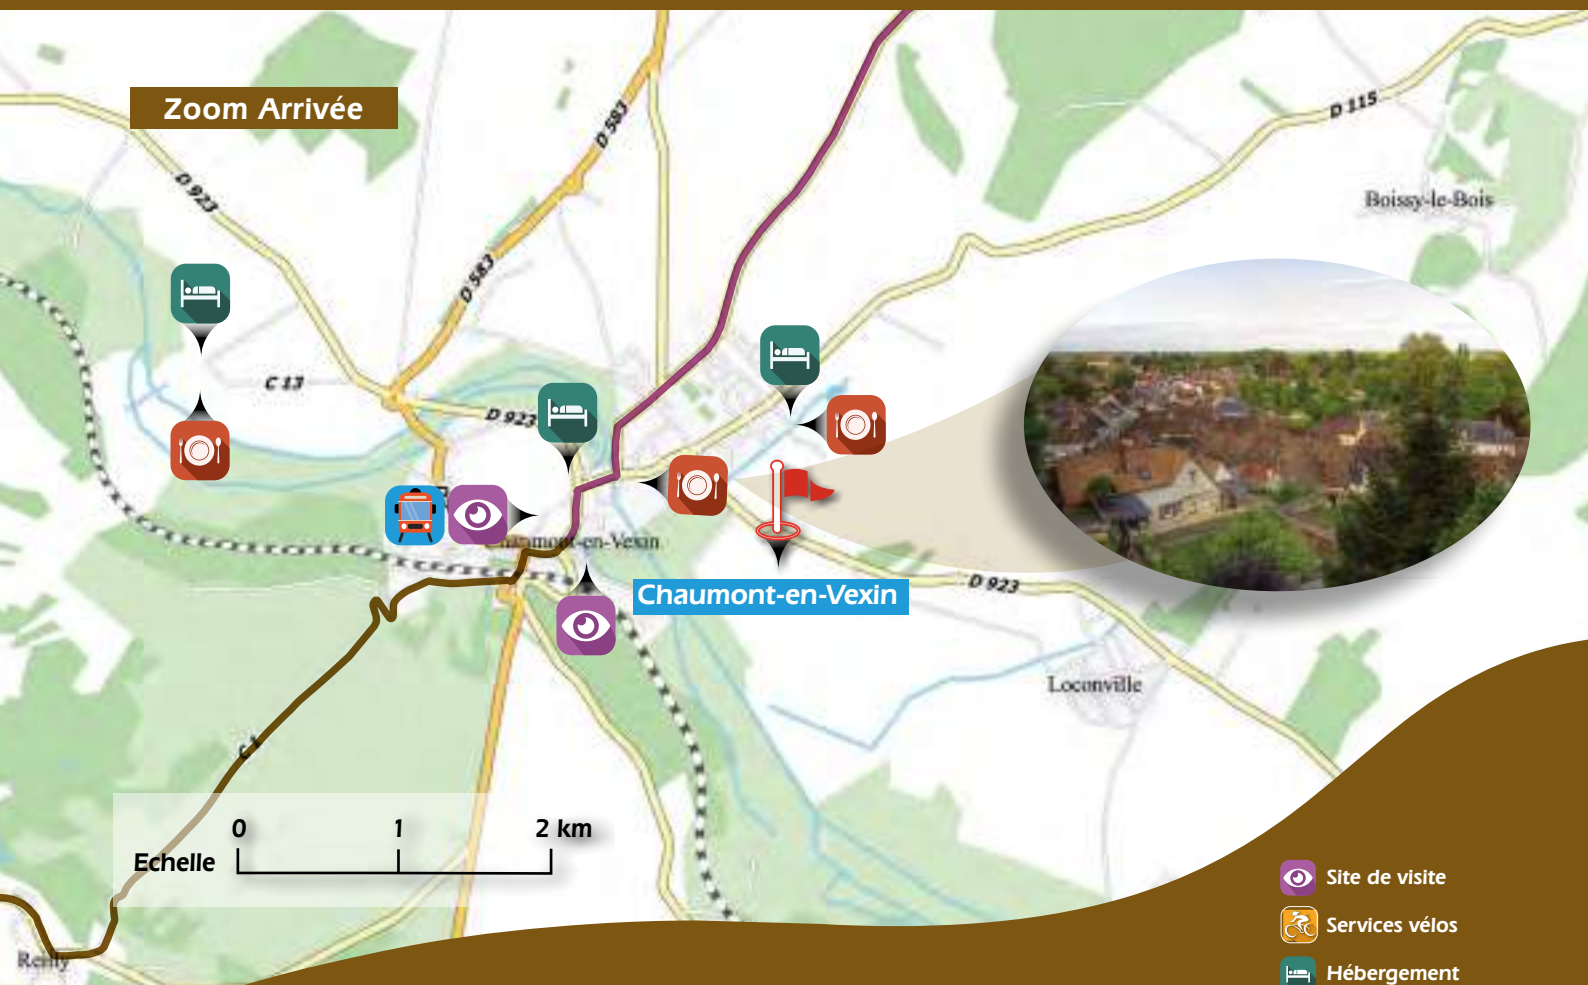 Zoom Arrivée
D 583
D 115
D 923
Boissy-le-Bois
D 583
C 13
D 923
Chaumont-en-Vexin
Chaumont-en-Vexin
D 923
Loconville
C 1
0 1 2 km
Echelle
Reilly
Site de visite
Services vélos
Hébergement